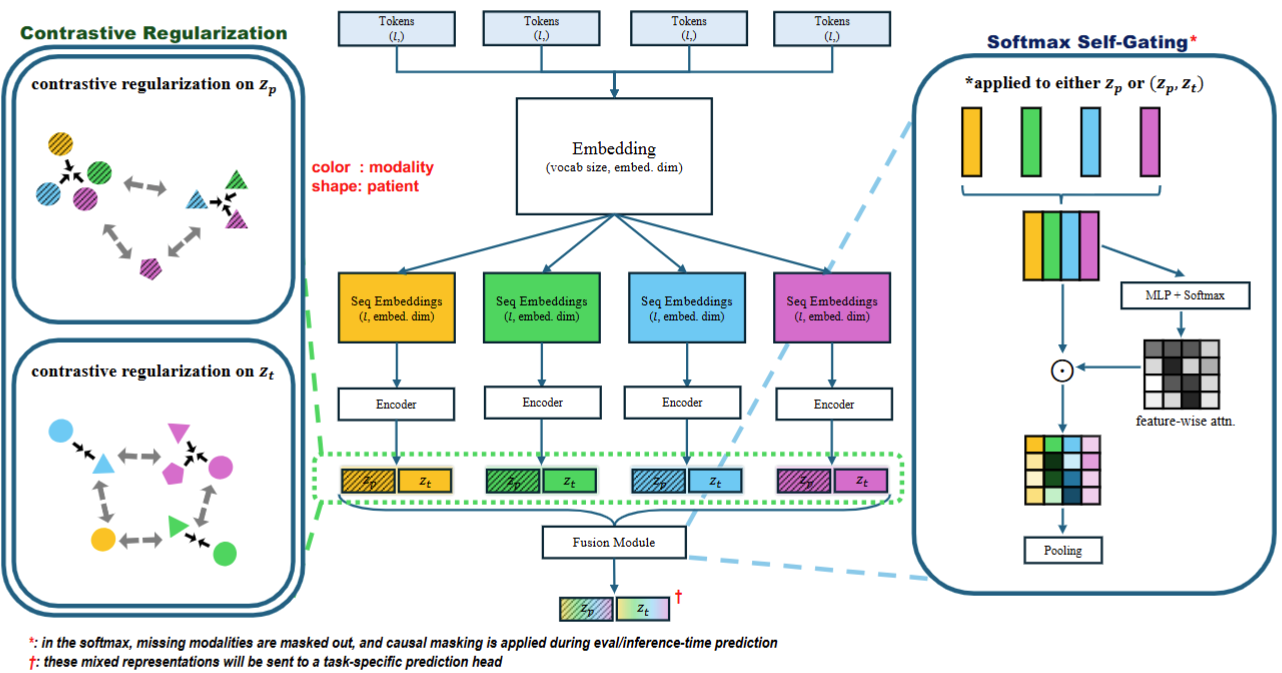 Contrastive Regularization
contrastive regularization on z_p
contrastive regularization on z_t
color : modality
shape: patient
Tokens
(l,)
Tokens
(l,)
Tokens
(l,)
Tokens
(l,)
Embedding
(vocab size, embed. dim)
Seq Embeddings
(l, embed. dim)
Seq Embeddings
(l, embed. dim)
Seq Embeddings
(l, embed. dim)
Seq Embeddings
(l, embed. dim)
Encoder
Encoder
Encoder
Encoder
z_p z_t
z_p z_t
z_p z_t
z_p z_t
Fusion Module
z_p z_t †
Softmax Self-Gating*
*applied to either z_p or (z_p, z_t)
MLP + Softmax
feature-wise attn.
Pooling
*: in the softmax, missing modalities are masked out, and causal masking is applied during eval/inference-time prediction
†: these mixed representations will be sent to a task-specific prediction head